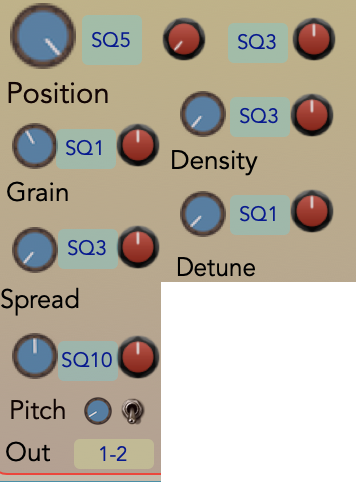 SQ5
SQ3
Position
SQ3
SQ1
Density
Grain
SQ1
SQ3
Detune
Spread
SQ10
Pitch
Out 1-2